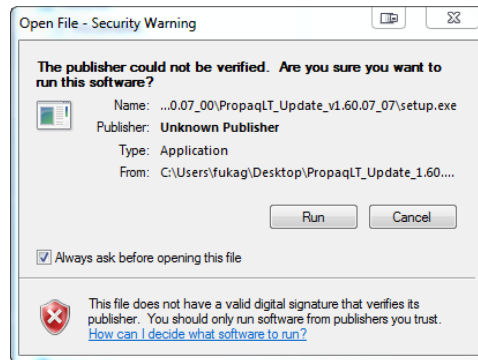 Open File - Security Warning
The publisher could not be verified. Are you sure you want to
run this software?
Name: ...0.07_00\PropaqLT_Update_v1.60.07_07\setup.exe
Publisher: Unknown Publisher
Type: Application
From: C:\Users\fukag\Desktop\PropaqLT_Update_1.60....
Run Cancel
Always ask before opening this file
This file does not have a valid digital signature that verifies its
publisher. You should only run software from publishers you trust.
How can I decide what software to run?